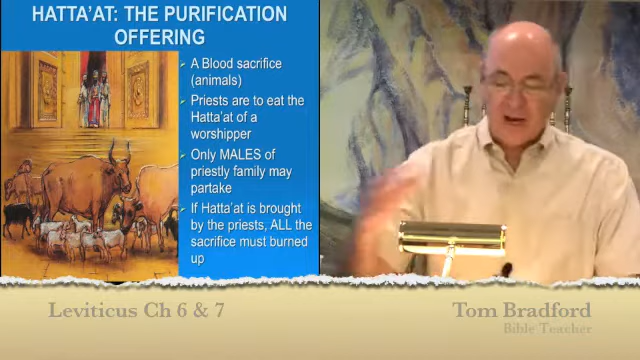 HATTA'AT: THE PURIFICATION
OFFERING
A Blood sacrifice
(animals)
Priests are to eat the
Hatta'at of a
worshipper
Only MALES of
priestly family may
partake
If Hatta'at is brought
by the priests, ALL the
sacrifice must burned
up
Leviticus Ch 6 & 7
Tom Bradford
Bible Teacher